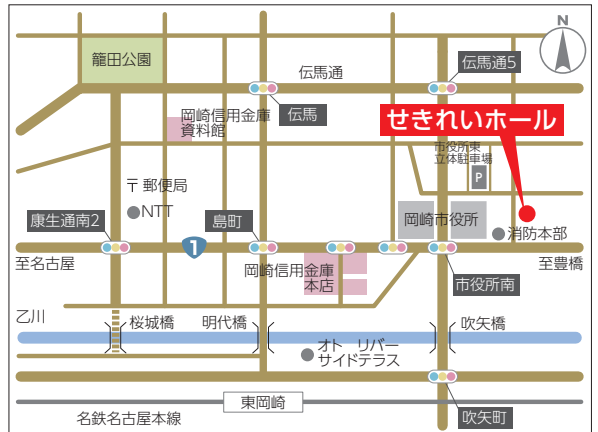 N
籠田公園
伝馬通
伝馬通5
岡崎信用金庫
資料館
伝馬
せきれいホール
市役所東
立体駐車場
P
〒郵便局
NTT
康生通南2
島町
岡崎市役所
消防本部
1
至名古屋
至豊橋
岡崎信用金庫
本店
市役所南
乙川
桜城橋
明代橋
吹矢橋
オト リバー
サイドテラス
東岡崎
吹矢町
名鉄名古屋本線